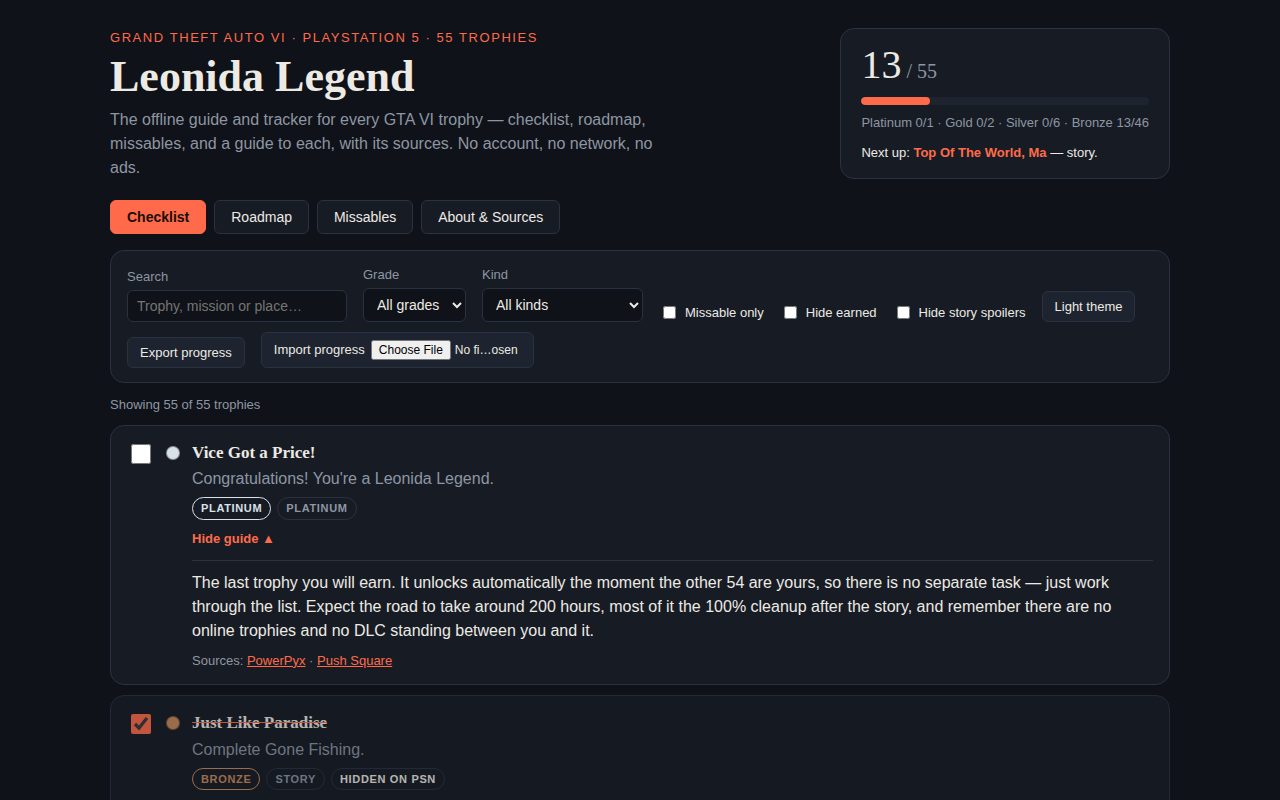 GRAND THEFT AUTO VI · PLAYSTATION 5 · 55 TROPHIES
Leonida Legend
The offline guide and tracker for every GTA VI trophy — checklist, roadmap,
missables, and a guide to each, with its sources. No account, no network, no
ads.
13 / 55
Platinum 0/1 · Gold 0/2 · Silver 0/6 · Bronze 13/46
Next up: Top Of The World, Ma — story.
Checklist
Roadmap
Missables
About & Sources
Search
Trophy, mission or place…
Grade
All grades
Kind
All kinds
Missable only
Hide earned
Hide story spoilers
Light theme
Export progress
Import progress
Choose File
No fi…osen
Showing 55 of 55 trophies
Vice Got a Price!
Congratulations! You're a Leonida Legend.
PLATINUM
PLATINUM
Hide guide ▲
The last trophy you will earn. It unlocks automatically the moment the other 54 are yours, so there is no separate task — just work
through the list. Expect the road to take around 200 hours, most of it the 100% cleanup after the story, and remember there are no
online trophies and no DLC standing between you and it.
Sources: PowerPyx · Push Square
Just Like Paradise
Complete Gone Fishing.
BRONZE
STORY
HIDDEN ON PSN